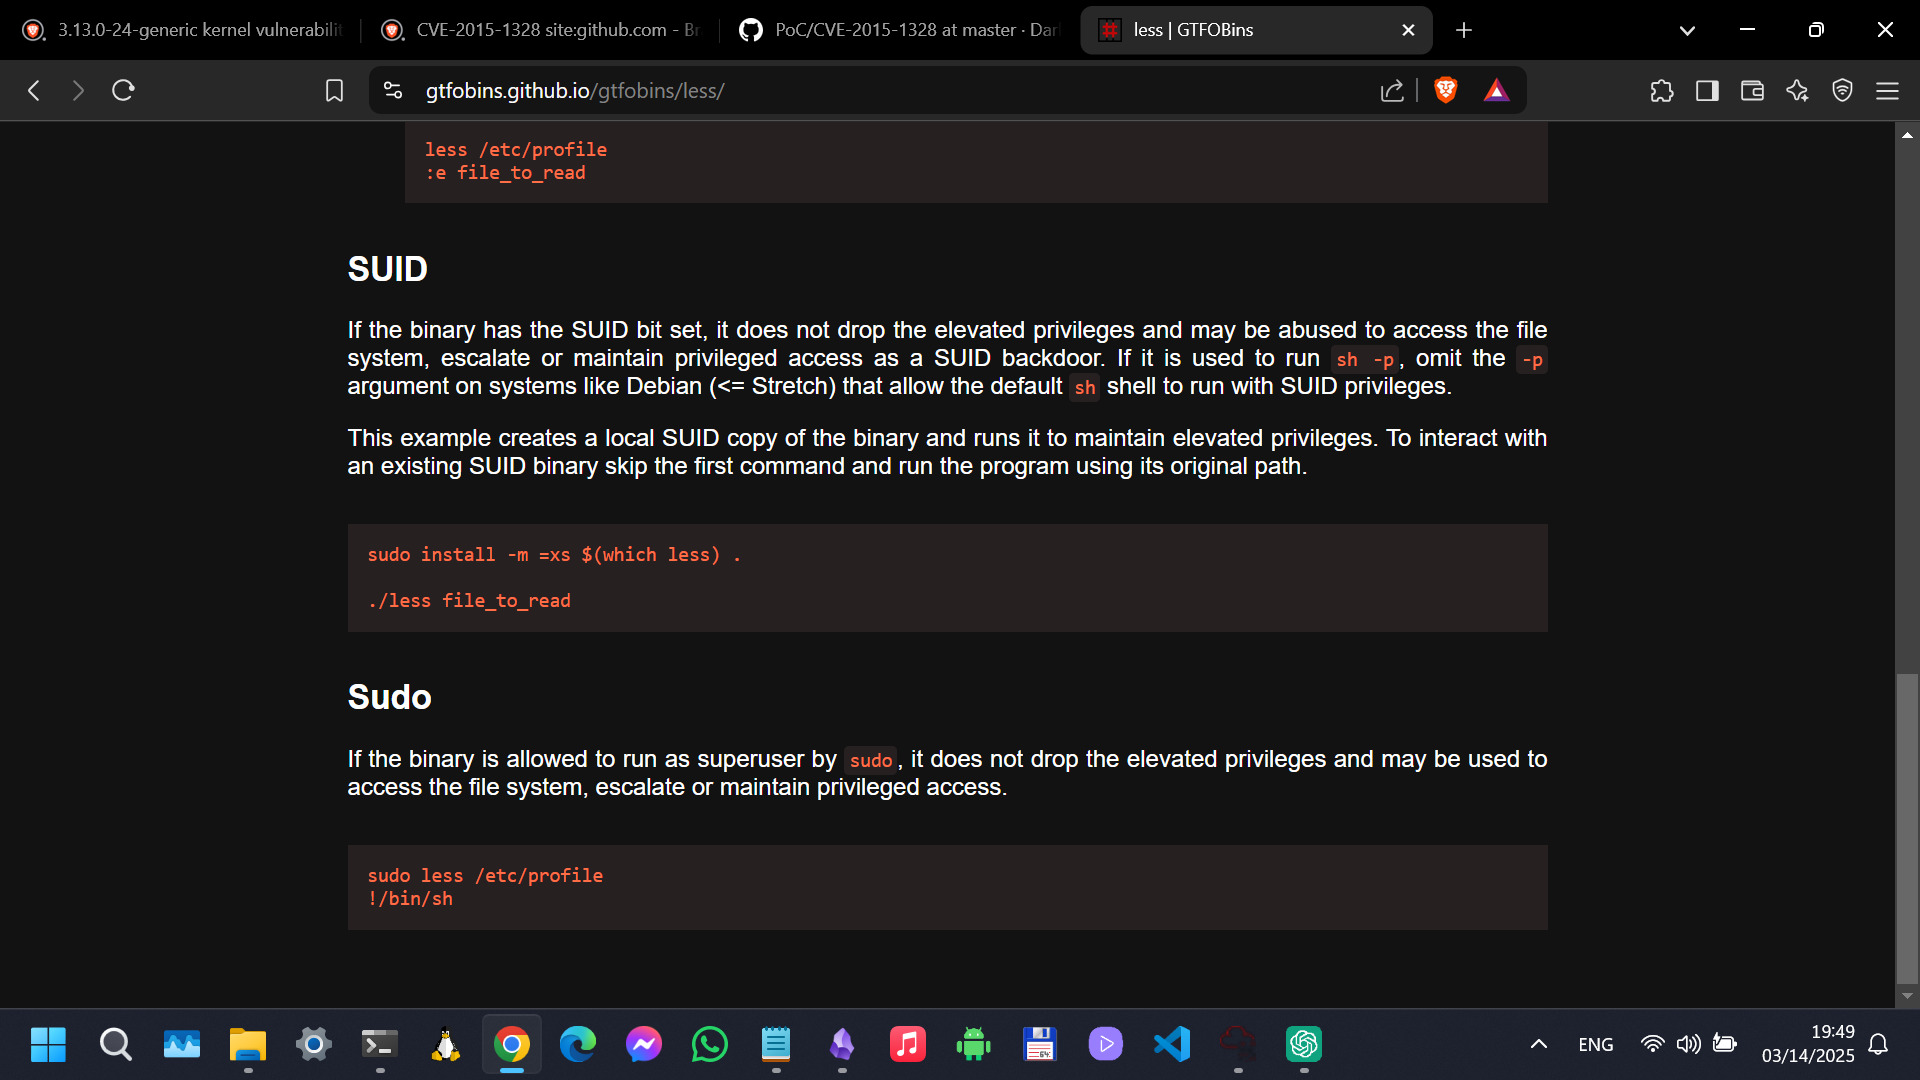 3.13.0-24-generic kernel vulnerabilit
CVE-2015-1328 site:github.com - Br
PoC/CVE-2015-1328 at master · Dar
less | GTFOBins
gtfobins.github.io/gtfobins/less/
less /etc/profile
:e file_to_read
SUID
If the binary has the SUID bit set, it does not drop the elevated privileges and may be abused to access the file
system, escalate or maintain privileged access as a SUID backdoor. If it is used to run sh -p, omit the -p
argument on systems like Debian (<= Stretch) that allow the default sh shell to run with SUID privileges.
This example creates a local SUID copy of the binary and runs it to maintain elevated privileges. To interact with
an existing SUID binary skip the first command and run the program using its original path.
sudo install -m =xs $(which less) .
./less file_to_read
Sudo
If the binary is allowed to run as superuser by sudo, it does not drop the elevated privileges and may be used to
access the file system, escalate or maintain privileged access.
sudo less /etc/profile
!/bin/sh
64
ENG
19:49
03/14/2025